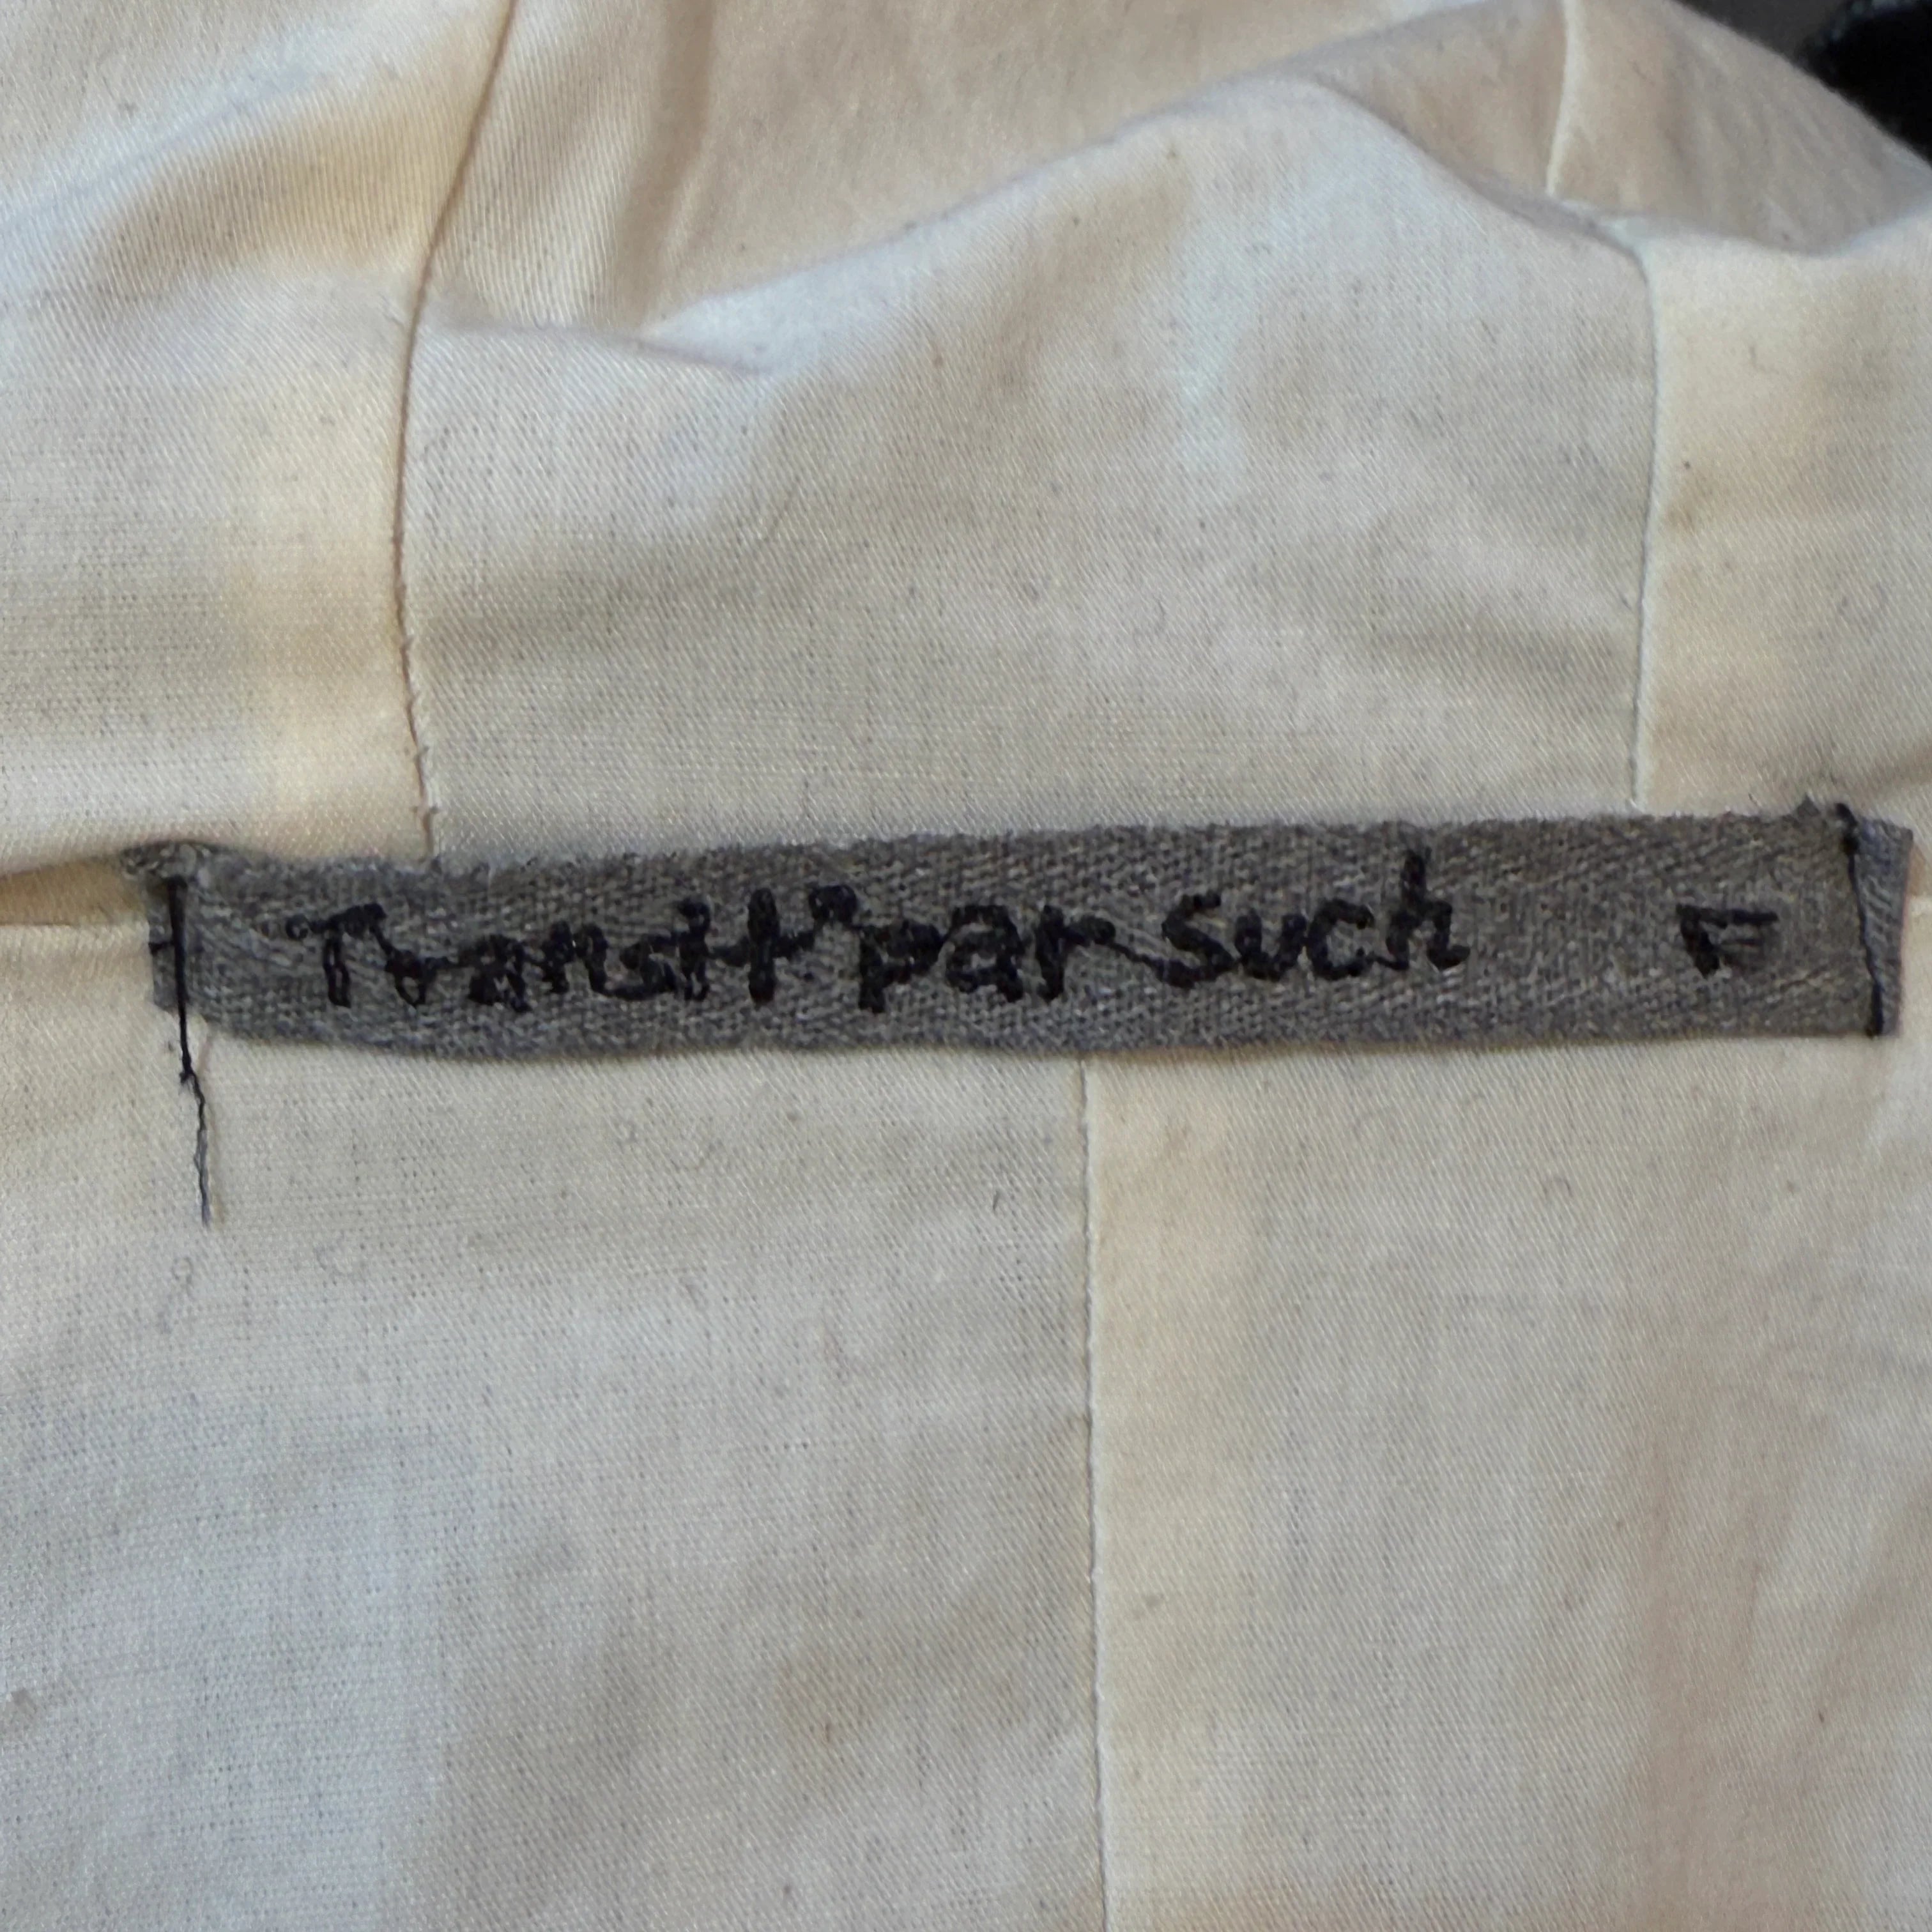 Transit par such F